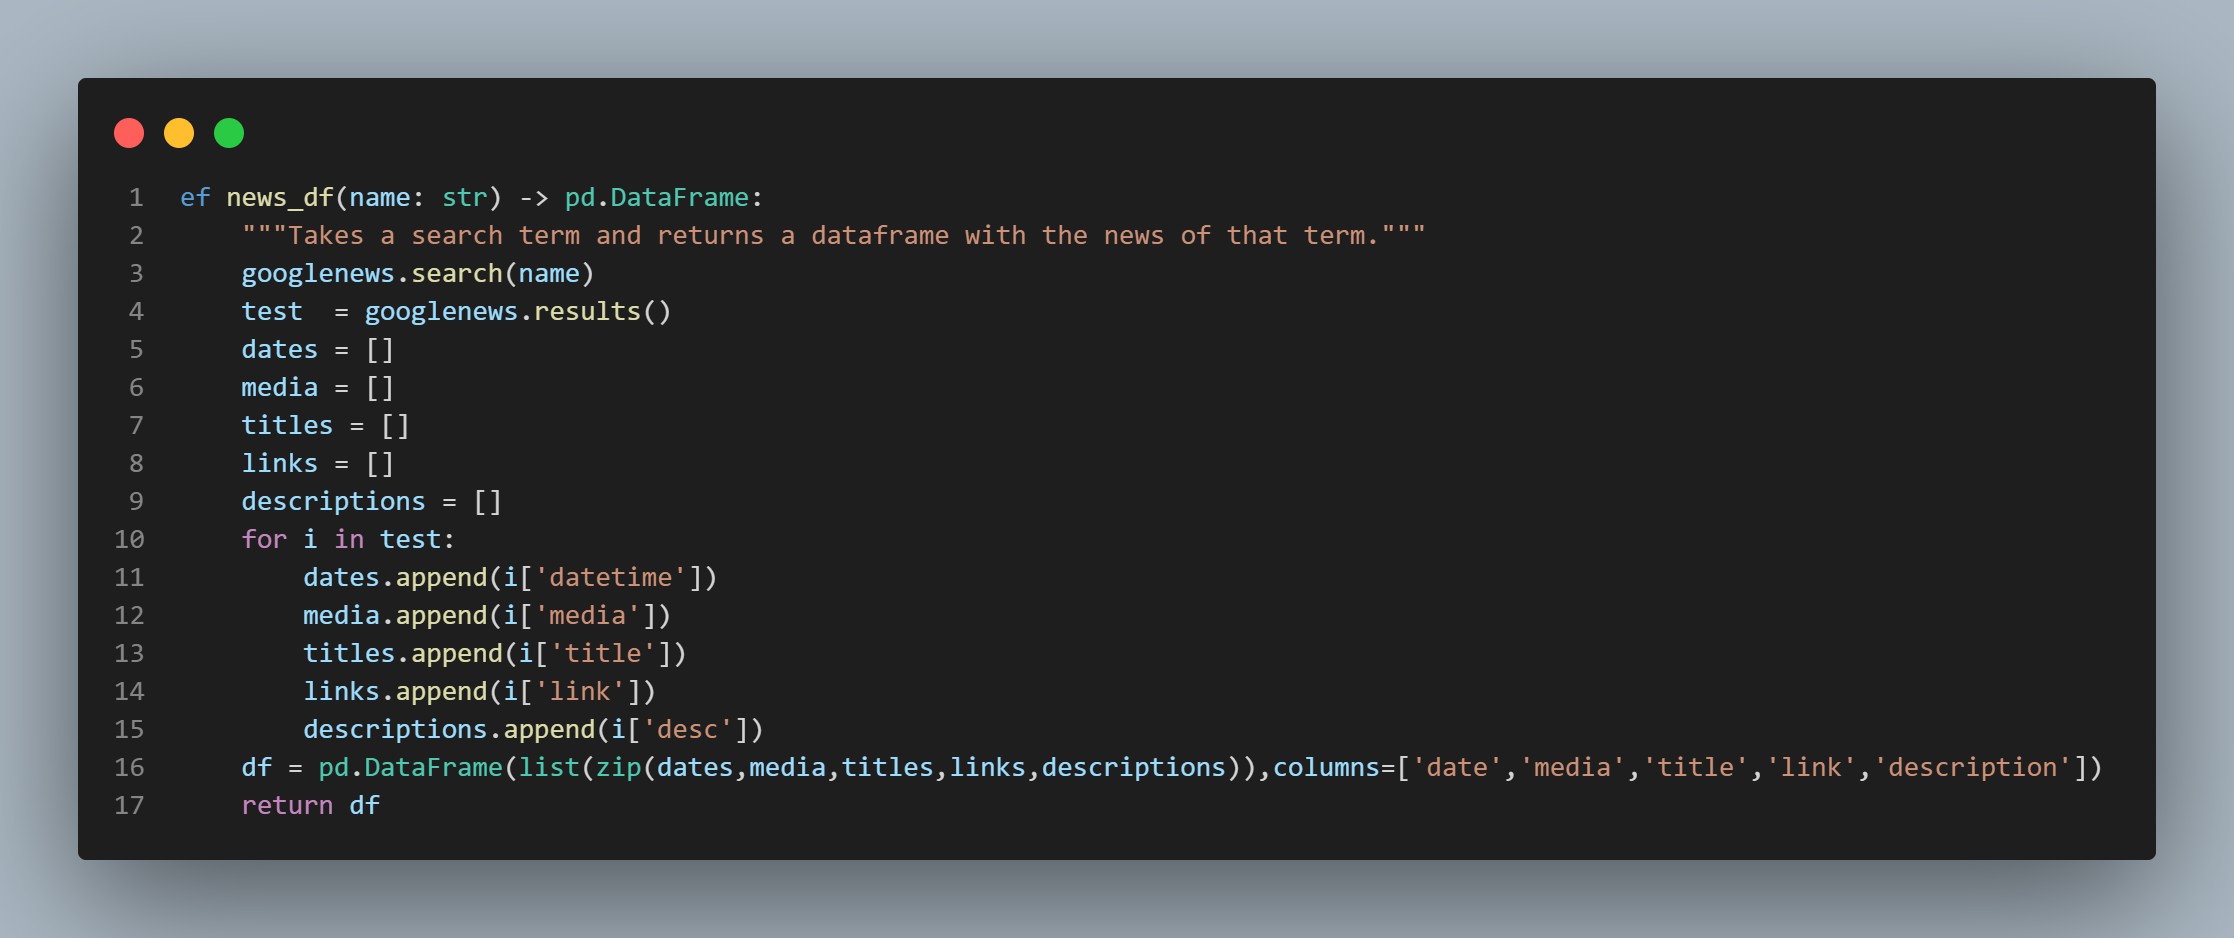 1 ef news_df(name: str) -> pd.DataFrame:
2     """Takes a search term and returns a dataframe with the news of that term."""
3     googlenews.search(name)
4     test  = googlenews.results()
5     dates = []
6     media = []
7     titles = []
8     links = []
9     descriptions = []
10     for i in test:
11         dates.append(i['datetime'])
12         media.append(i['media'])
13         titles.append(i['title'])
14         links.append(i['link'])
15         descriptions.append(i['desc'])
16     df = pd.DataFrame(list(zip(dates,media,titles,links,descriptions)),columns=['date','media','title','link','description'])
17     return df